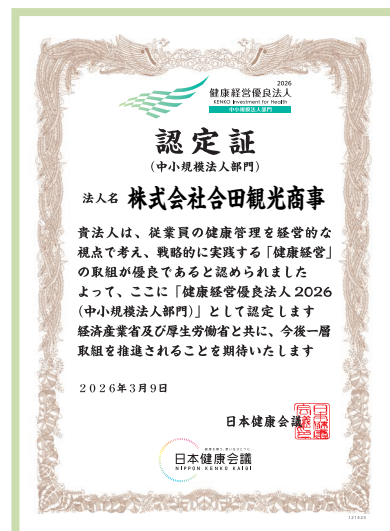 2026
健康経営優良法人
KENKO Investment for Health
中小規模法人部門
認定証
(中小規模法人部門)
法人名 株式会社合田観光商事
貴法人は、従業員の健康管理を経営的な
視点で考え、戦略的に実践する「健康経営」
の取組が優良であると認められました
よって、ここに「健康経営優良法人2026
(中小規模法人部門)」として認定します
経済産業省及び厚生労働省と共に、今後一層
取組を推進されることを期待いたします
2026年3月9日
日本健康会議
日本健康会議
NIPPON KENKO KAIGI